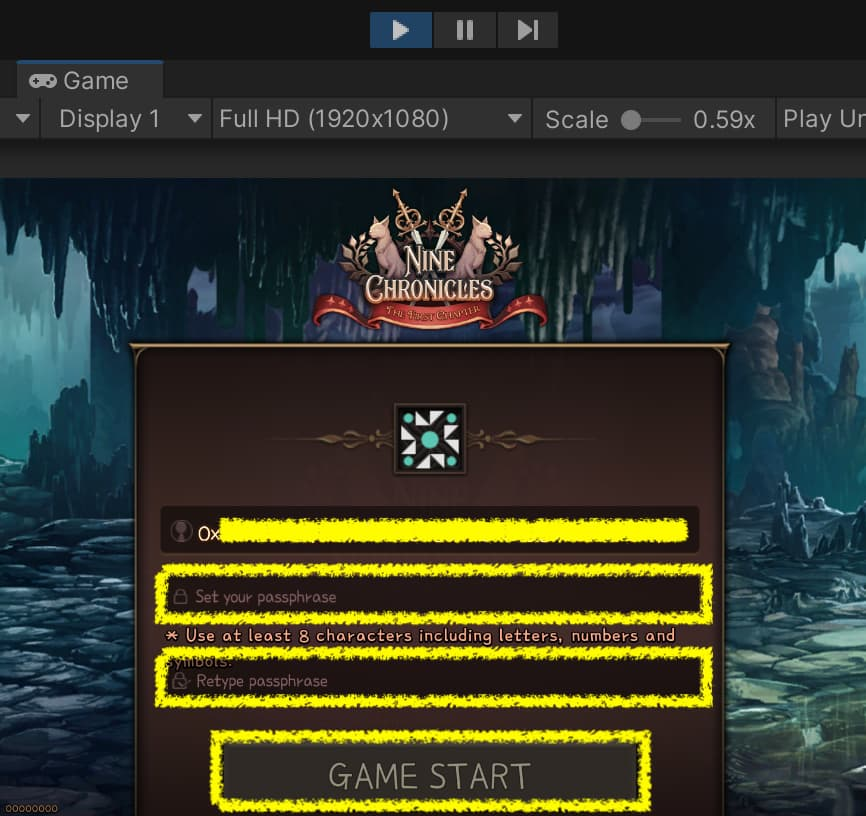 Game
Display 1 Full HD (1920x1080) Scale 0.59x Play Un
NINE
CHRONICLES
THE FIRST CHAPTER
0x
Set your passphrase
* Use at least 8 characters including letters, numbers and
symbols.
Retype passphrase
GAME START
00000000